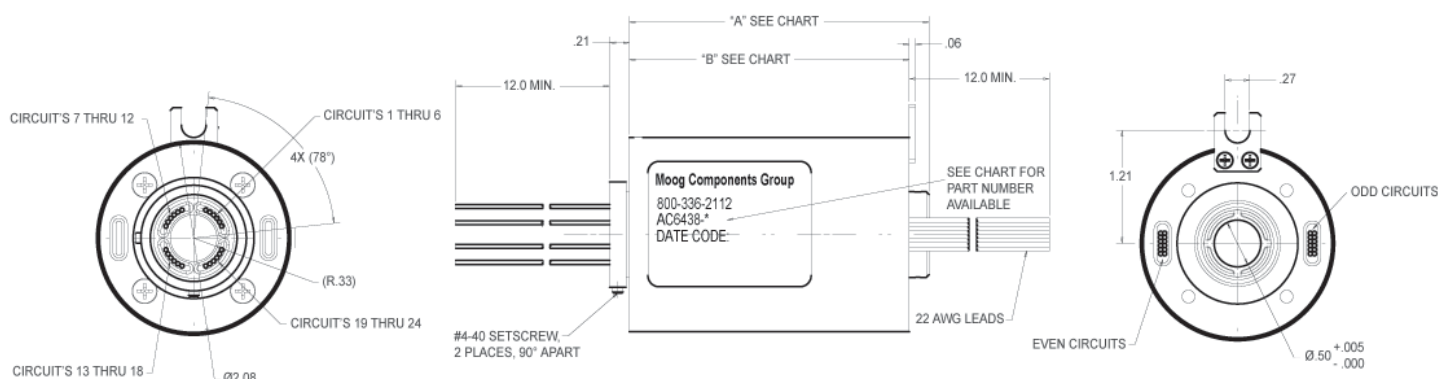 CIRCUIT'S 7 THRU 12
CIRCUIT'S 1 THRU 6
4X (78°)
(R.33)
CIRCUIT'S 19 THRU 24
CIRCUIT'S 13 THRU 18
Ø2.08
"A" SEE CHART
.21
.06
"B" SEE CHART
12.0 MIN.
12.0 MIN.
Moog Components Group
800-336-2112
AC6438-*
DATE CODE:
SEE CHART FOR
PART NUMBER
AVAILABLE
#4-40 SETSCREW,
2 PLACES, 90° APART
22 AWG LEADS
.27
1.21
ODD CIRCUITS
EVEN CIRCUITS
Ø.50 +.005
- .000